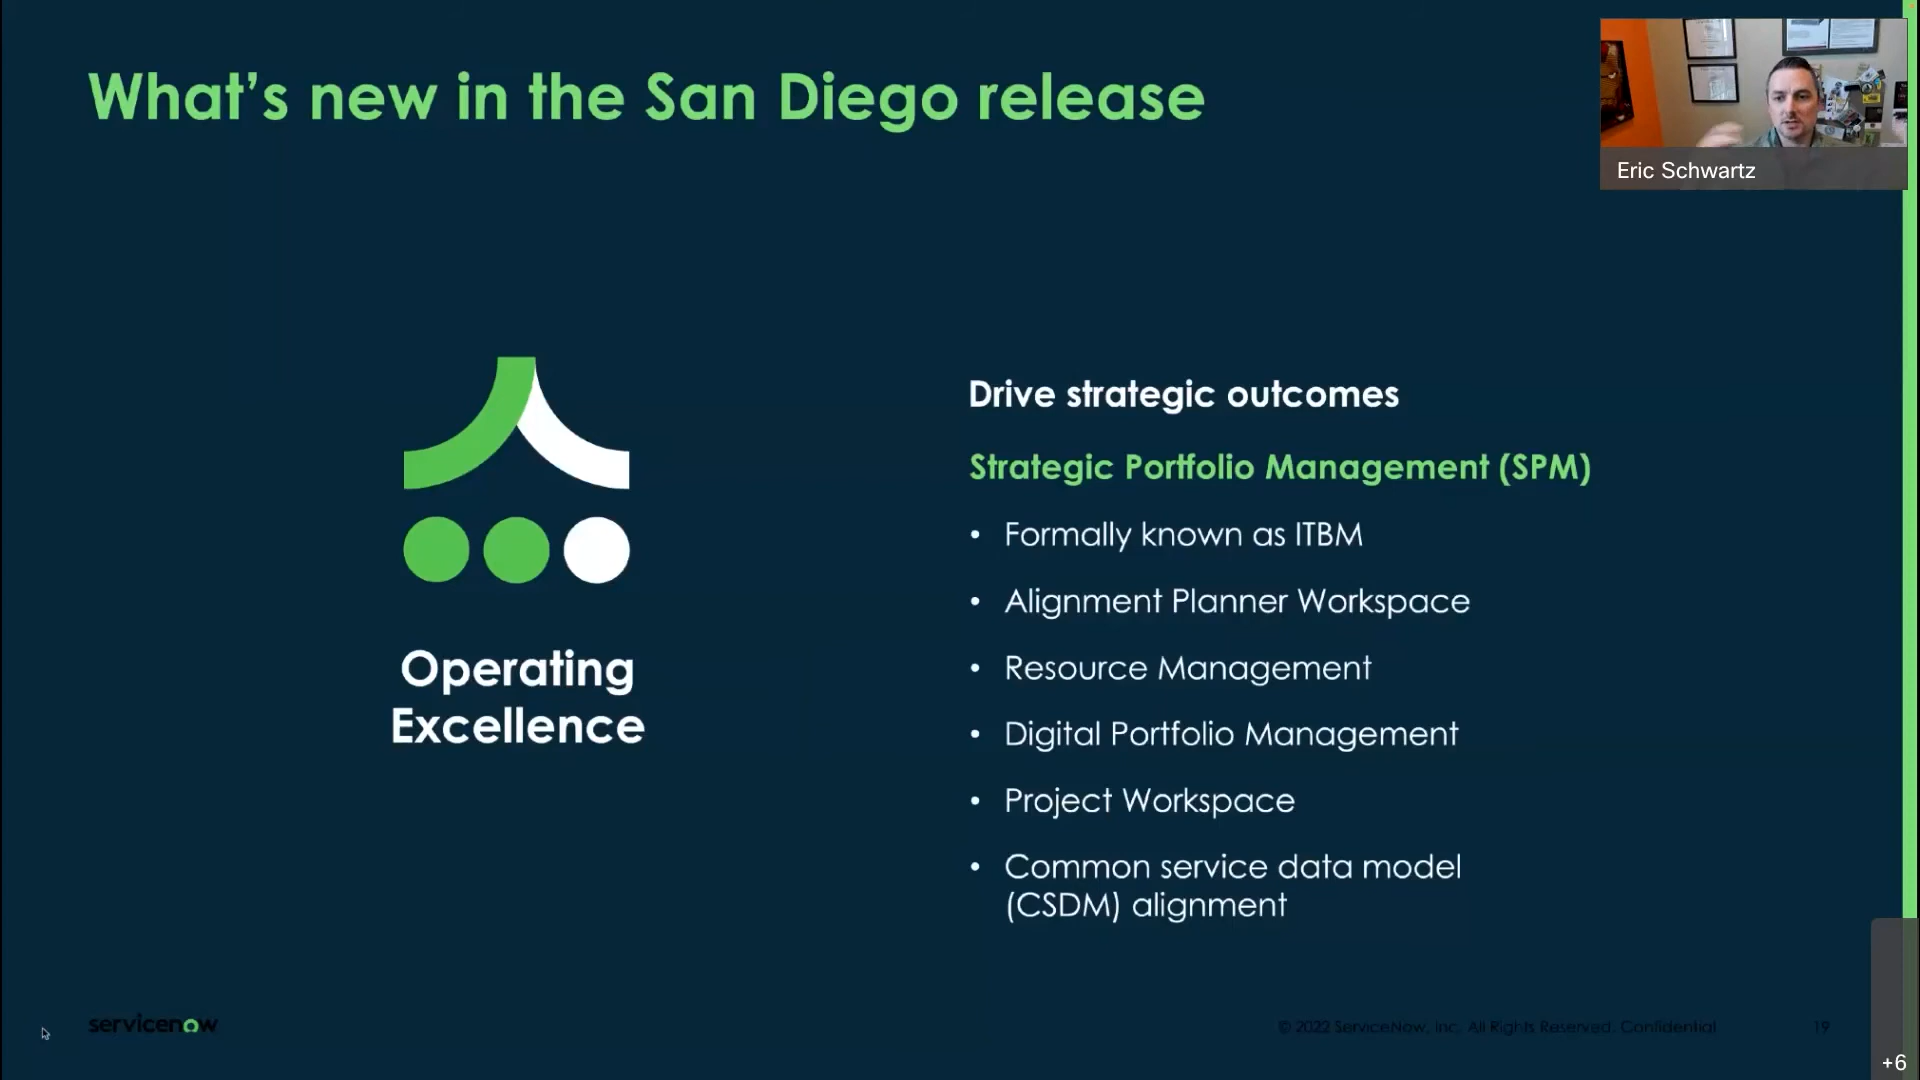 What's new in the San Diego release
Eric Schwartz
Operating
Excellence
Drive strategic outcomes
Strategic Portfolio Management (SPM)
• Formally known as ITBM
• Alignment Planner Workspace
• Resource Management
• Digital Portfolio Management
• Project Workspace
• Common service data model
(CSDM) alignment
servicenow
© 2022 ServiceNow, Inc. All Rights Reserved. Confidential
19
+6